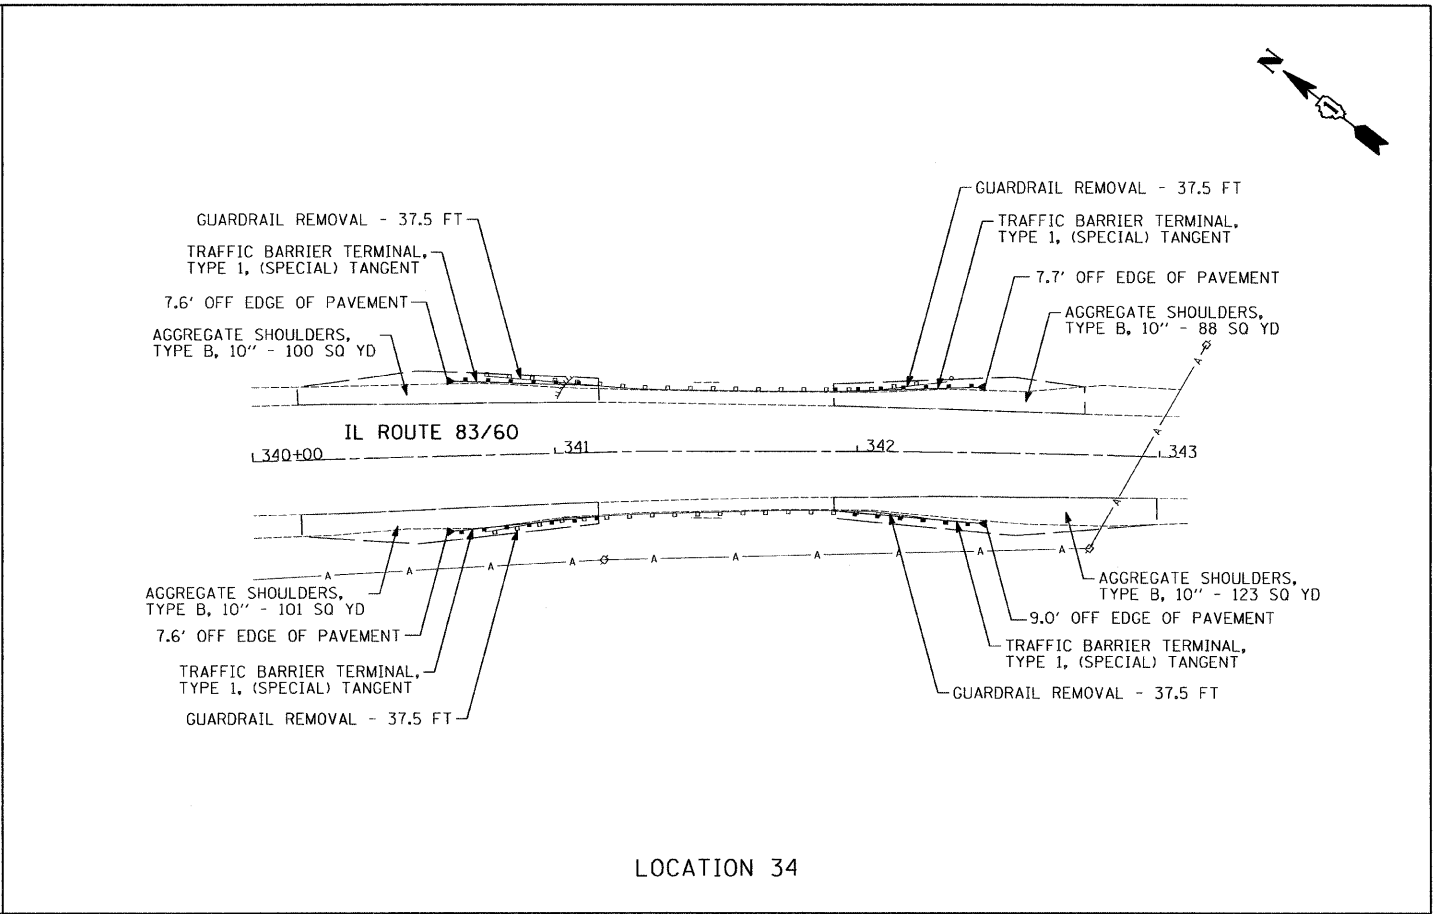 N
GUARDRAIL REMOVAL - 37.5 FT
TRAFFIC BARRIER TERMINAL,
TYPE 1, (SPECIAL) TANGENT
7.6' OFF EDGE OF PAVEMENT
AGGREGATE SHOULDERS,
TYPE B, 10" - 100 SQ YD
GUARDRAIL REMOVAL - 37.5 FT
TRAFFIC BARRIER TERMINAL,
TYPE 1, (SPECIAL) TANGENT
7.7' OFF EDGE OF PAVEMENT
AGGREGATE SHOULDERS,
TYPE B, 10" - 88 SQ YD
A
A
A
IL ROUTE 83/60
340+00
341
342
343
A
A
A
A
A
A
A
A
A
A
AGGREGATE SHOULDERS,
TYPE B, 10" - 101 SQ YD
7.6' OFF EDGE OF PAVEMENT
TRAFFIC BARRIER TERMINAL,
TYPE 1, (SPECIAL) TANGENT
GUARDRAIL REMOVAL - 37.5 FT
AGGREGATE SHOULDERS,
TYPE B, 10" - 123 SQ YD
9.0' OFF EDGE OF PAVEMENT
TRAFFIC BARRIER TERMINAL,
TYPE 1, (SPECIAL) TANGENT
GUARDRAIL REMOVAL - 37.5 FT
LOCATION 34